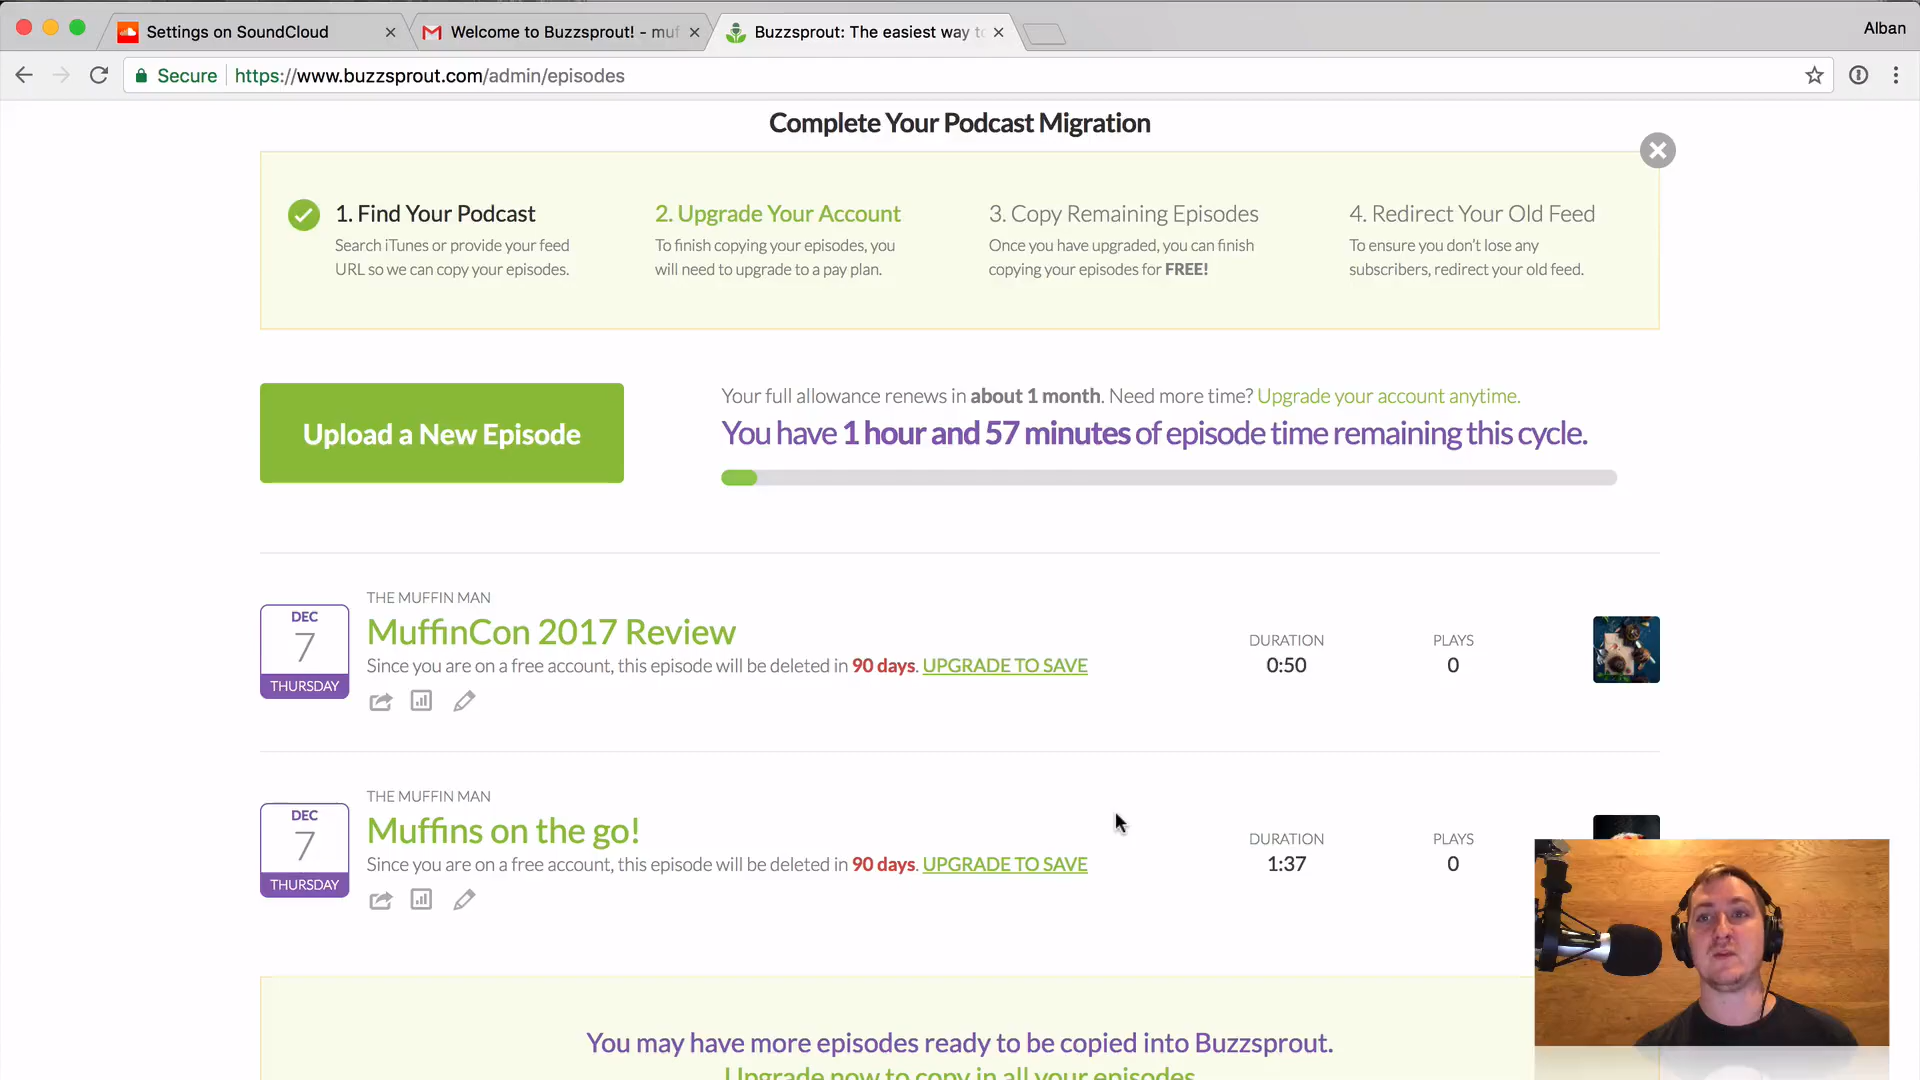 Settings on SoundCloud
Welcome to Buzzsprout! - muf
Buzzsprout: The easiest way to
Alban
Secure
https://www.buzzsprout.com/admin/episodes
Complete Your Podcast Migration
1. Find Your Podcast
Search iTunes or provide your feed
URL so we can copy your episodes.
2. Upgrade Your Account
To finish copying your episodes, you
will need to upgrade to a pay plan.
3. Copy Remaining Episodes
Once you have upgraded, you can finish
copying your episodes for FREE!
4. Redirect Your Old Feed
To ensure you don't lose any
subscribers, redirect your old feed.
Upload a New Episode
Your full allowance renews in about 1 month. Need more time? Upgrade your account anytime.
You have 1 hour and 57 minutes of episode time remaining this cycle.
DEC
7
THURSDAY
THE MUFFIN MAN
MuffinCon 2017 Review
Since you are on a free account, this episode will be deleted in 90 days. UPGRADE TO SAVE
DURATION
0:50
PLAYS
0
DEC
7
THURSDAY
THE MUFFIN MAN
Muffins on the go!
Since you are on a free account, this episode will be deleted in 90 days. UPGRADE TO SAVE
DURATION
1:37
PLAYS
0
You may have more episodes ready to be copied into Buzzsprout.
Upgrade now to copy in all your episodes